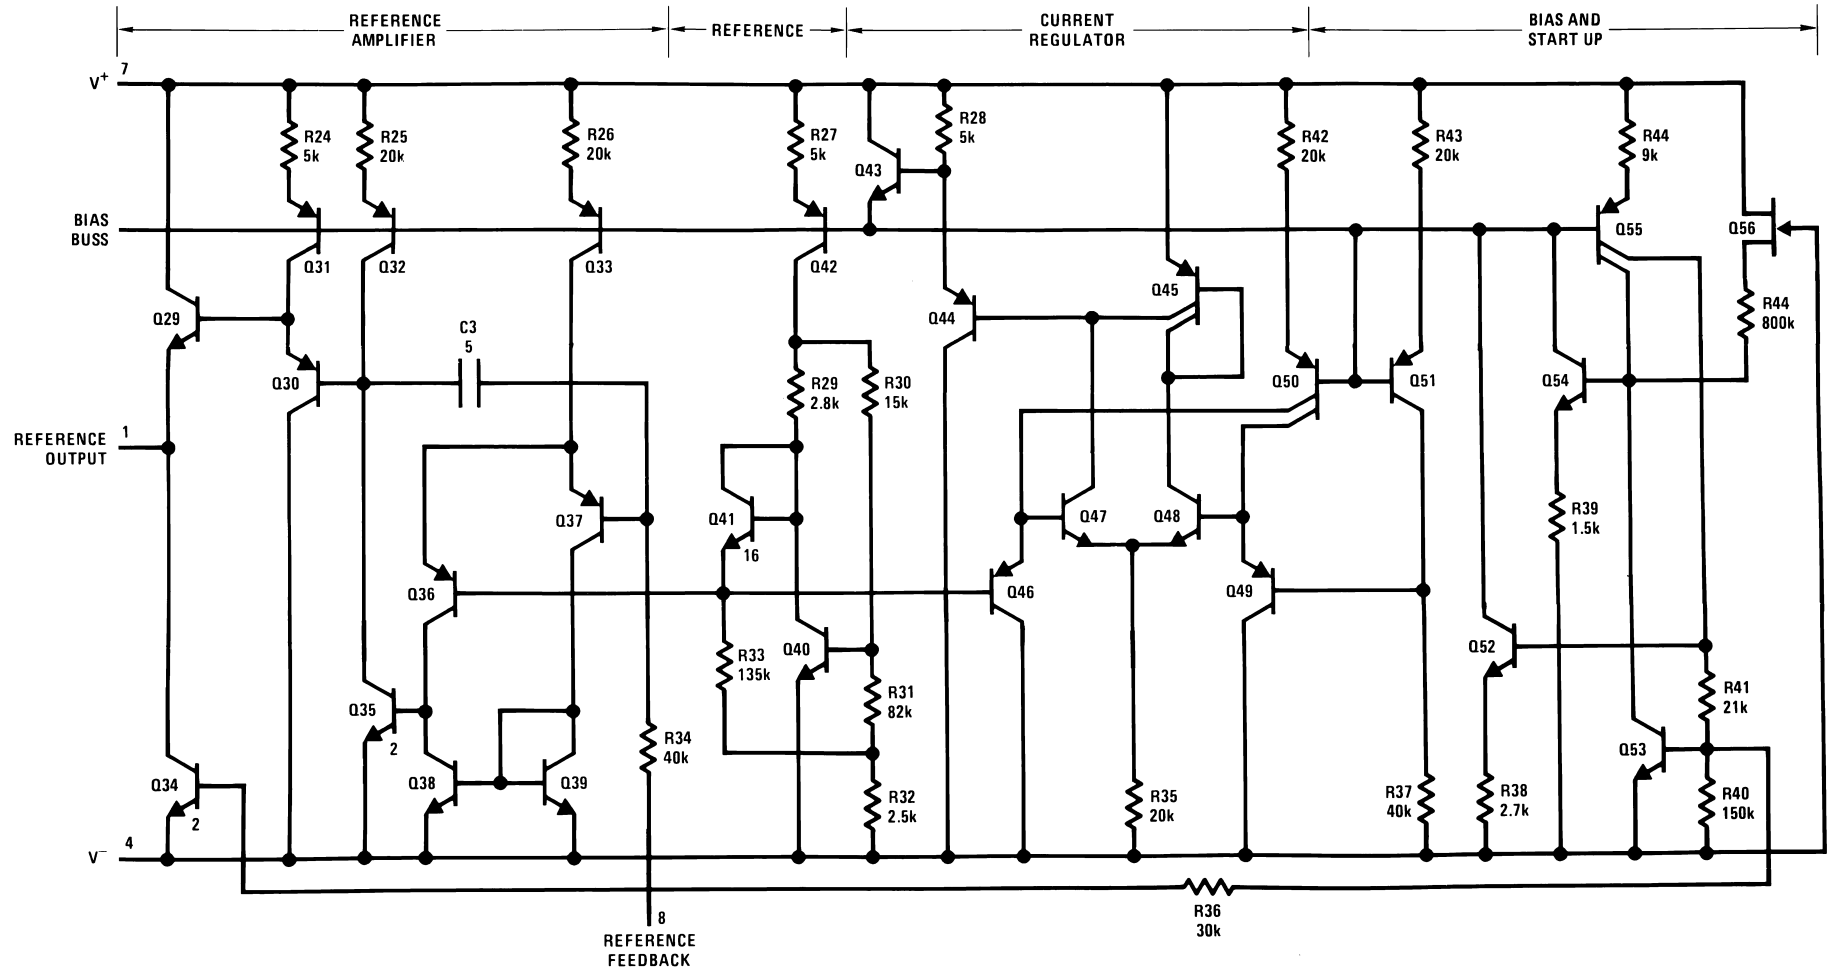 REFERENCE
AMPLIFIER
REFERENCE
CURRENT
REGULATOR
BIAS AND
START UP
V+
7
R24
5k
R25
20k
R26
20k
R27
5k
R28
5k
R42
20k
R43
20k
R44
9k
Q43
BIAS
BUSS
Q31
Q32
Q33
Q42
Q55
Q56
Q29
Q44
Q45
R44
800k
C3
5
Q30
R29
2.8k
R30
15k
Q50
Q51
Q54
REFERENCE
OUTPUT
1
Q37
Q41
16
Q47
Q48
R39
1.5k
Q36
Q46
Q49
R33
135k
Q40
Q52
Q35
2
R31
82k
R41
21k
R34
40k
Q53
Q34
2
Q38
Q39
R32
2.5k
R35
20k
R37
40k
R38
2.7k
R40
150k
V−
4
R36
30k
8
REFERENCE
FEEDBACK